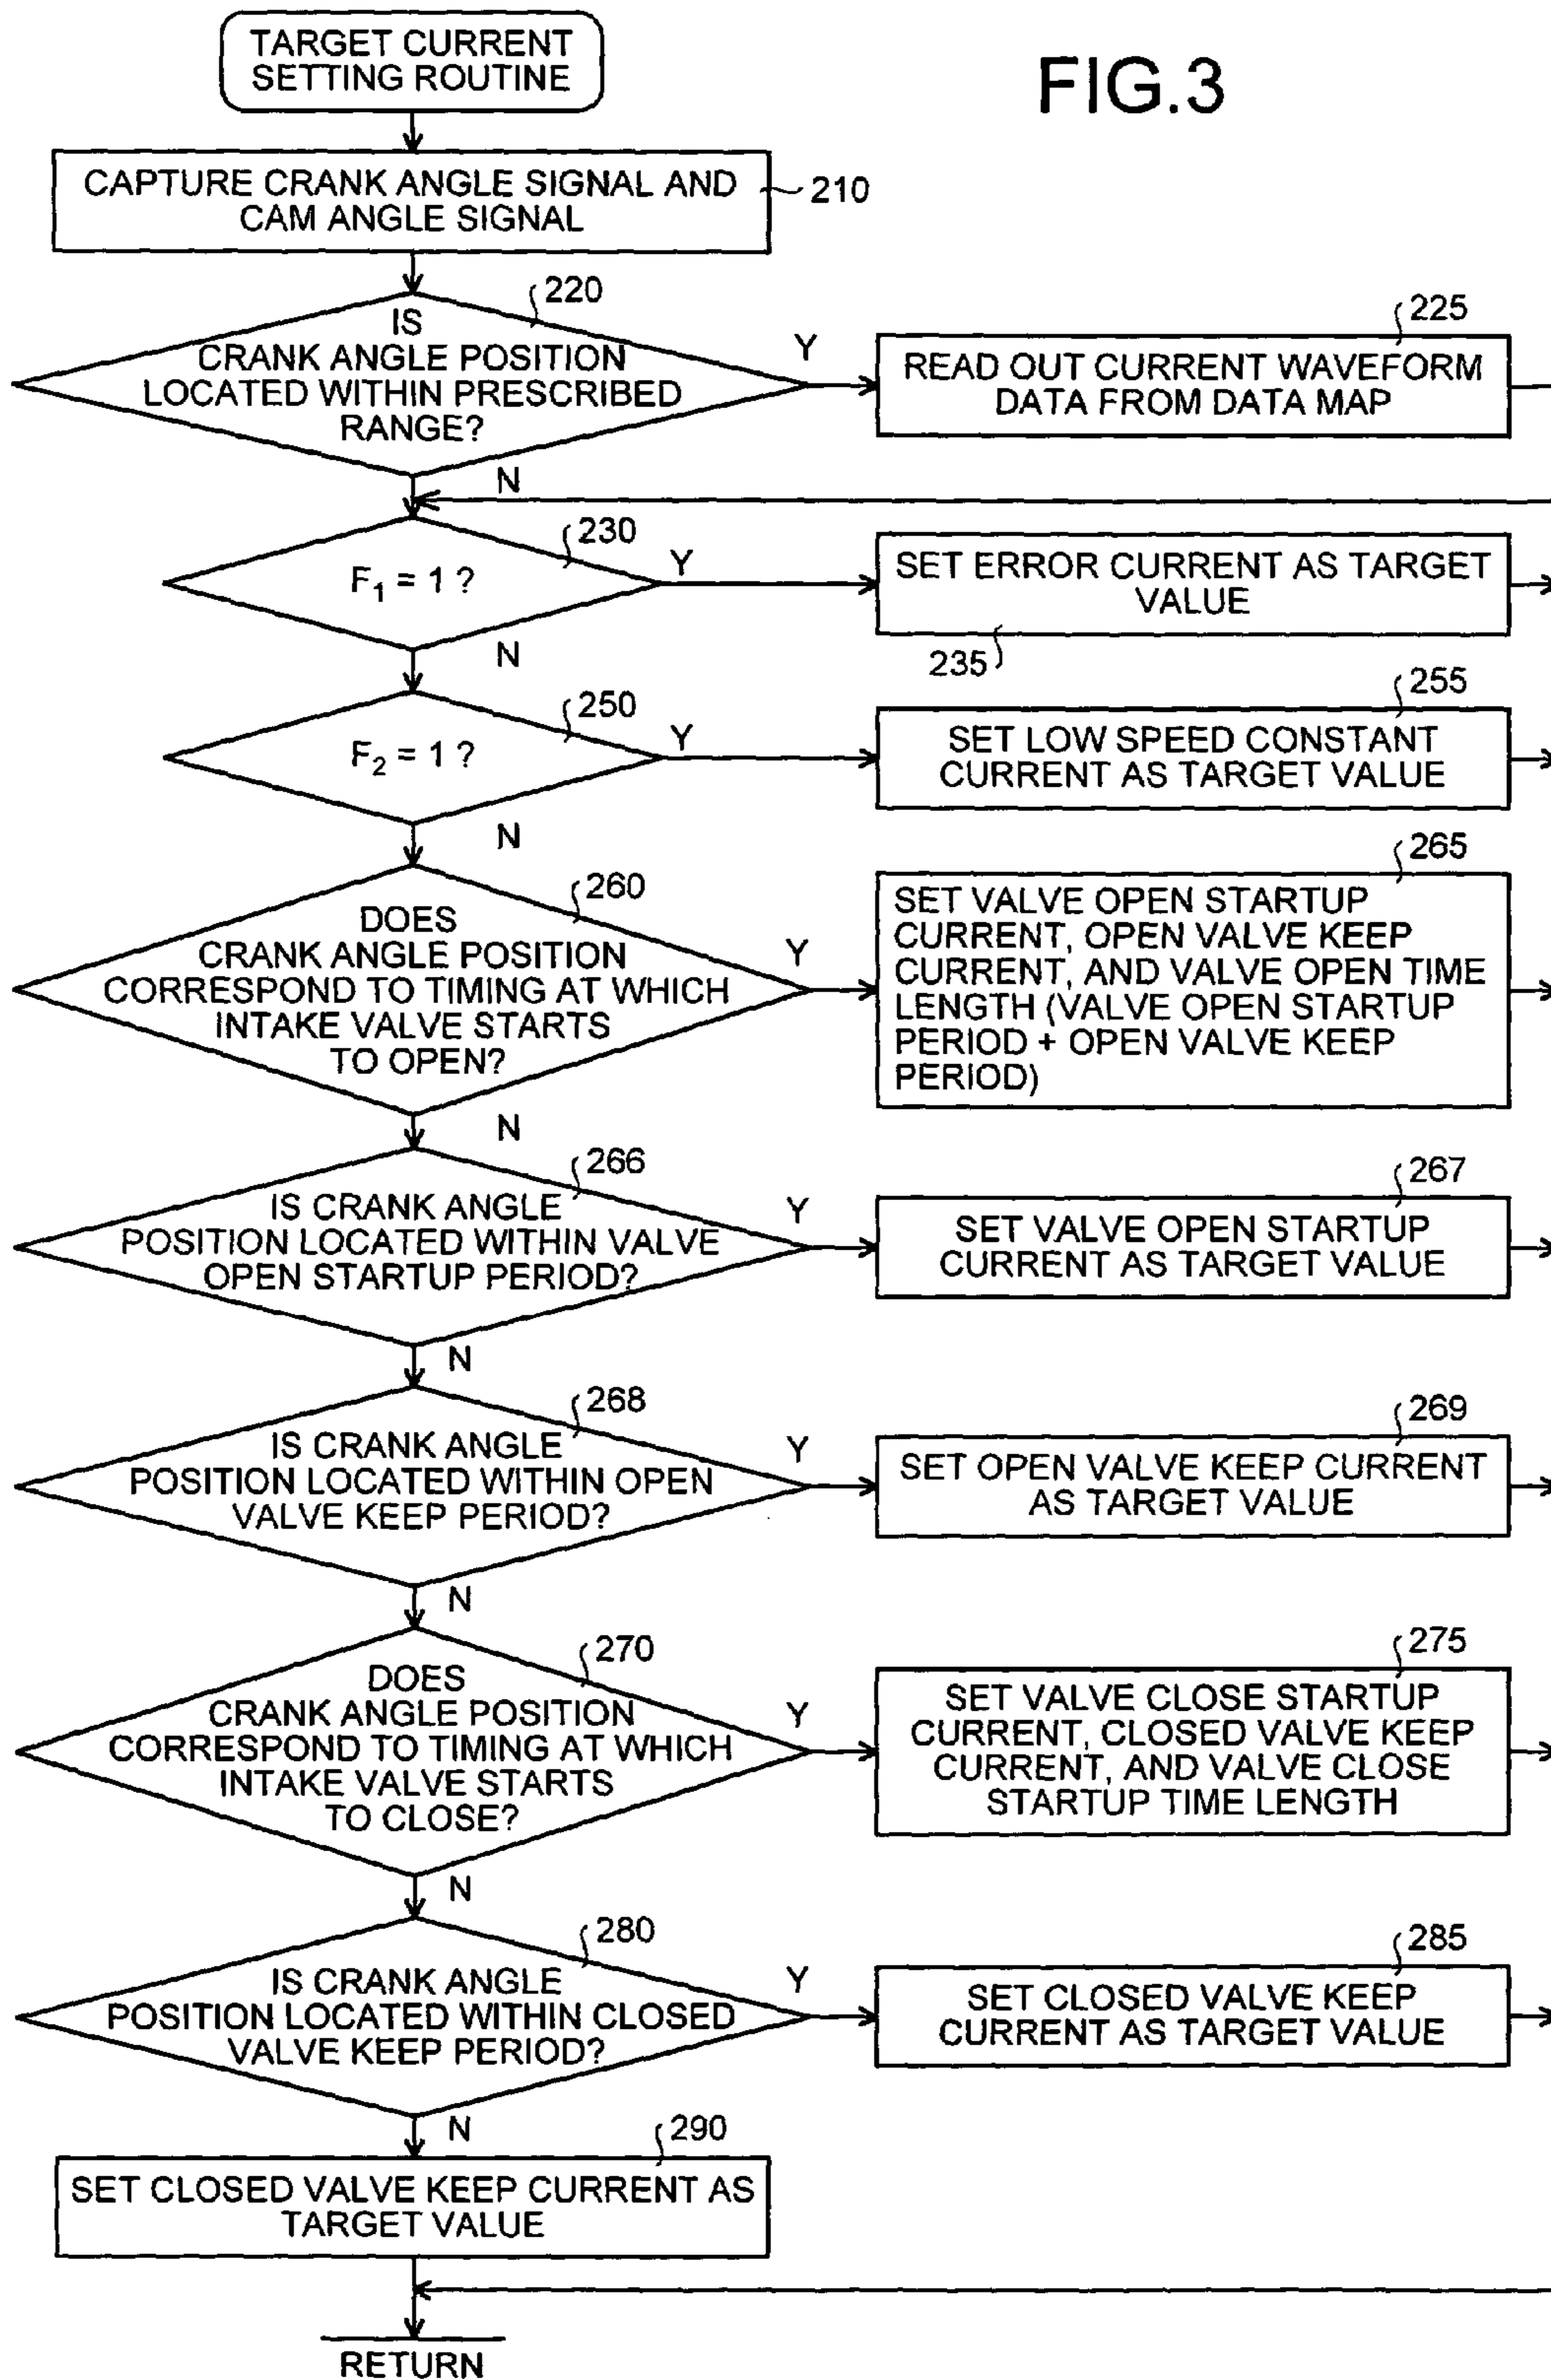 TARGET CURRENT
SETTING ROUTINE
FIG.3
CAPTURE CRANK ANGLE SIGNAL AND
CAM ANGLE SIGNAL
210
220
IS
CRANK ANGLE POSITION
LOCATED WITHIN PRESCRIBED
RANGE?
Y
225
READ OUT CURRENT WAVEFORM
DATA FROM DATA MAP
N
230
F1 = 1 ?
Y
SET ERROR CURRENT AS TARGET
VALUE
235
N
250
F2 = 1 ?
Y
255
SET LOW SPEED CONSTANT
CURRENT AS TARGET VALUE
N
260
DOES
CRANK ANGLE POSITION
CORRESPOND TO TIMING AT WHICH
INTAKE VALVE STARTS
TO OPEN?
Y
265
SET VALVE OPEN STARTUP
CURRENT, OPEN VALVE KEEP
CURRENT, AND VALVE OPEN TIME
LENGTH (VALVE OPEN STARTUP
PERIOD + OPEN VALVE KEEP
PERIOD)
N
266
IS CRANK ANGLE
POSITION LOCATED WITHIN VALVE
OPEN STARTUP PERIOD?
Y
267
SET VALVE OPEN STARTUP
CURRENT AS TARGET VALUE
N
268
IS CRANK ANGLE
POSITION LOCATED WITHIN OPEN
VALVE KEEP PERIOD?
Y
269
SET OPEN VALVE KEEP CURRENT
AS TARGET VALUE
N
270
DOES
CRANK ANGLE POSITION
CORRESPOND TO TIMING AT WHICH
INTAKE VALVE STARTS
TO CLOSE?
Y
275
SET VALVE CLOSE STARTUP
CURRENT, CLOSED VALVE KEEP
CURRENT, AND VALVE CLOSE
STARTUP TIME LENGTH
N
280
IS CRANK ANGLE
POSITION LOCATED WITHIN CLOSED
VALVE KEEP PERIOD?
Y
285
SET CLOSED VALVE KEEP
CURRENT AS TARGET VALUE
N
290
SET CLOSED VALVE KEEP CURRENT AS
TARGET VALUE
RETURN